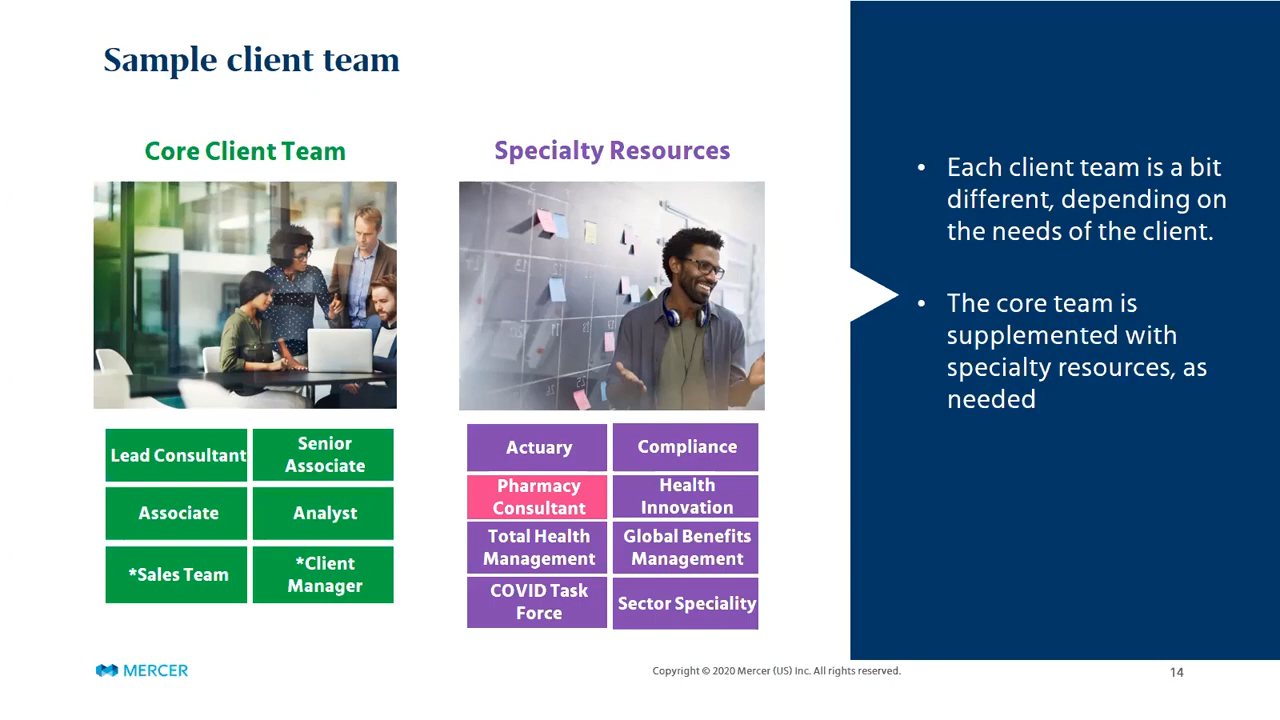 Sample client team
Core Client Team
Specialty Resources
Lead Consultant
Senior
Associate
Associate
Analyst
*Sales Team
*Client
Manager
Actuary
Compliance
Pharmacy
Consultant
Health
Innovation
Total Health
Management
Global Benefits
Management
COVID Task
Force
Sector Speciality
• Each client team is a bit
different, depending on
the needs of the client.
• The core team is
supplemented with
specialty resources, as
needed
MERCER
Copyright © 2020 Mercer (US) Inc. All rights reserved.
14